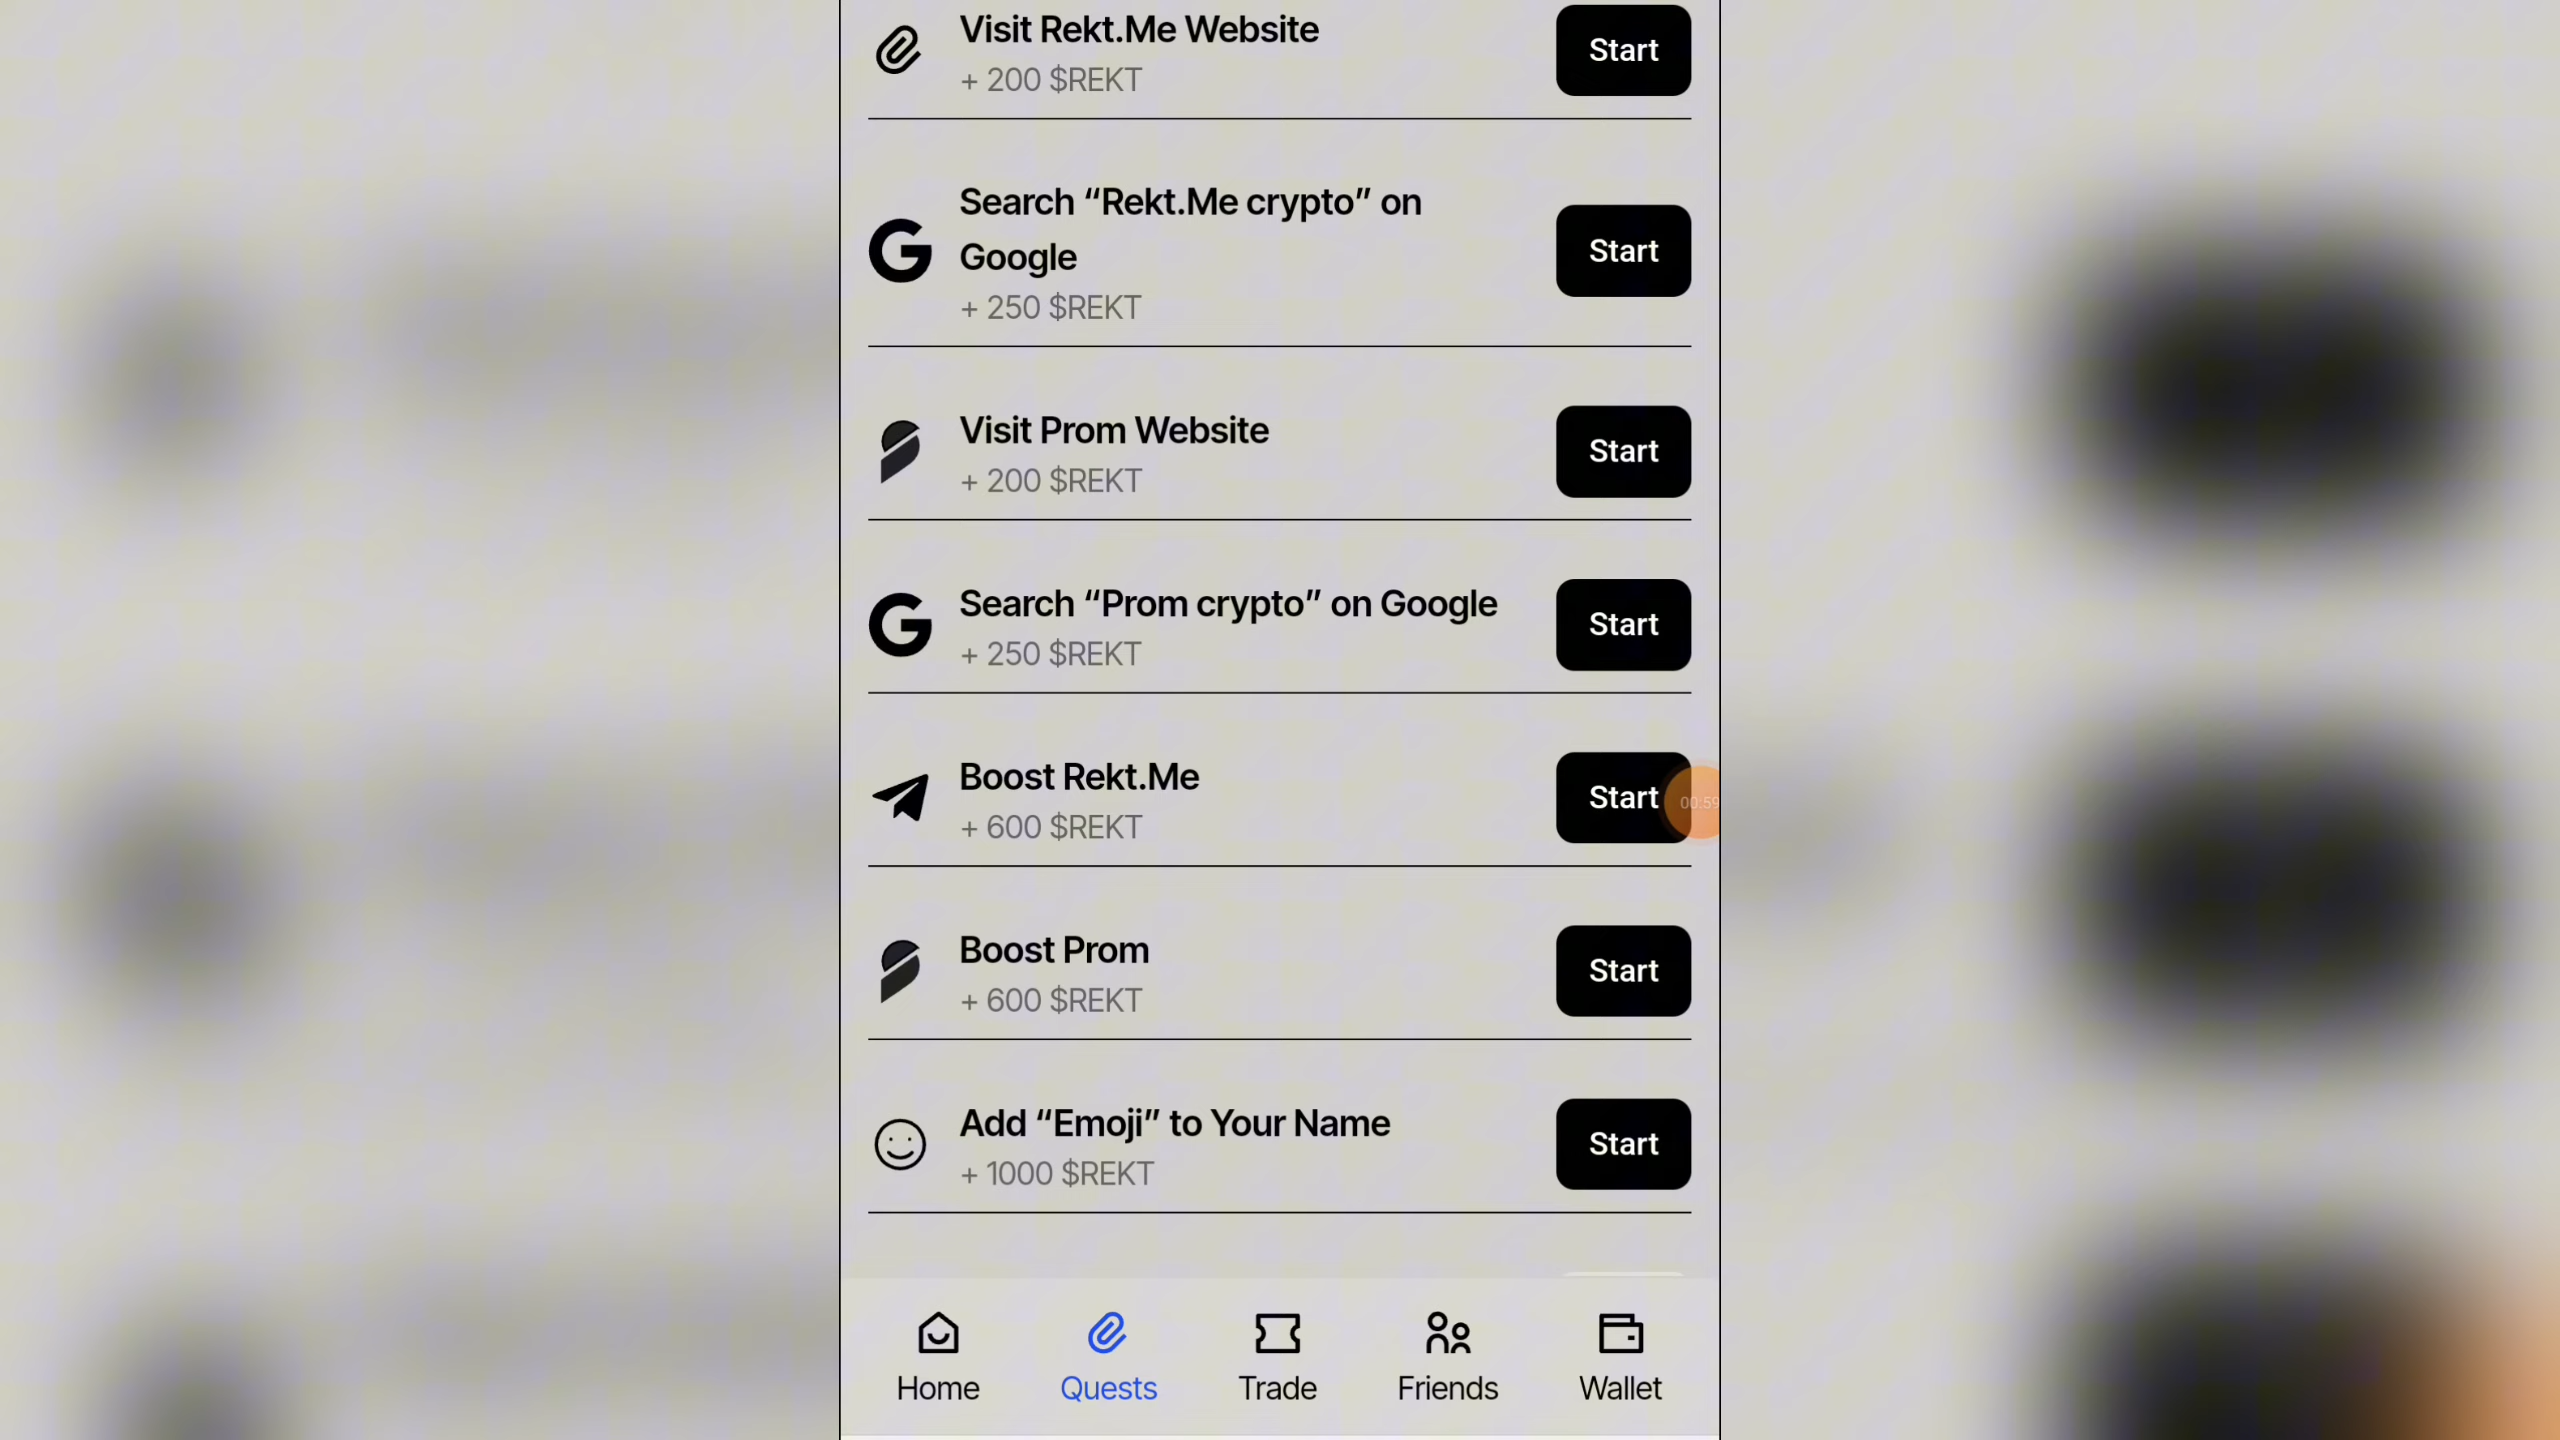 Visit Rekt.Me Website
+ 200 $REKT
Start
Search “Rekt.Me crypto” on
Google
+ 250 $REKT
Start
Visit Prom Website
+ 200 $REKT
Start
Search “Prom crypto” on Google
+ 250 $REKT
Start
Boost Rekt.Me
+ 600 $REKT
Start
00:59
Boost Prom
+ 600 $REKT
Start
Add “Emoji” to Your Name
+ 1000 $REKT
Start
Home
Quests
Trade
Friends
Wallet